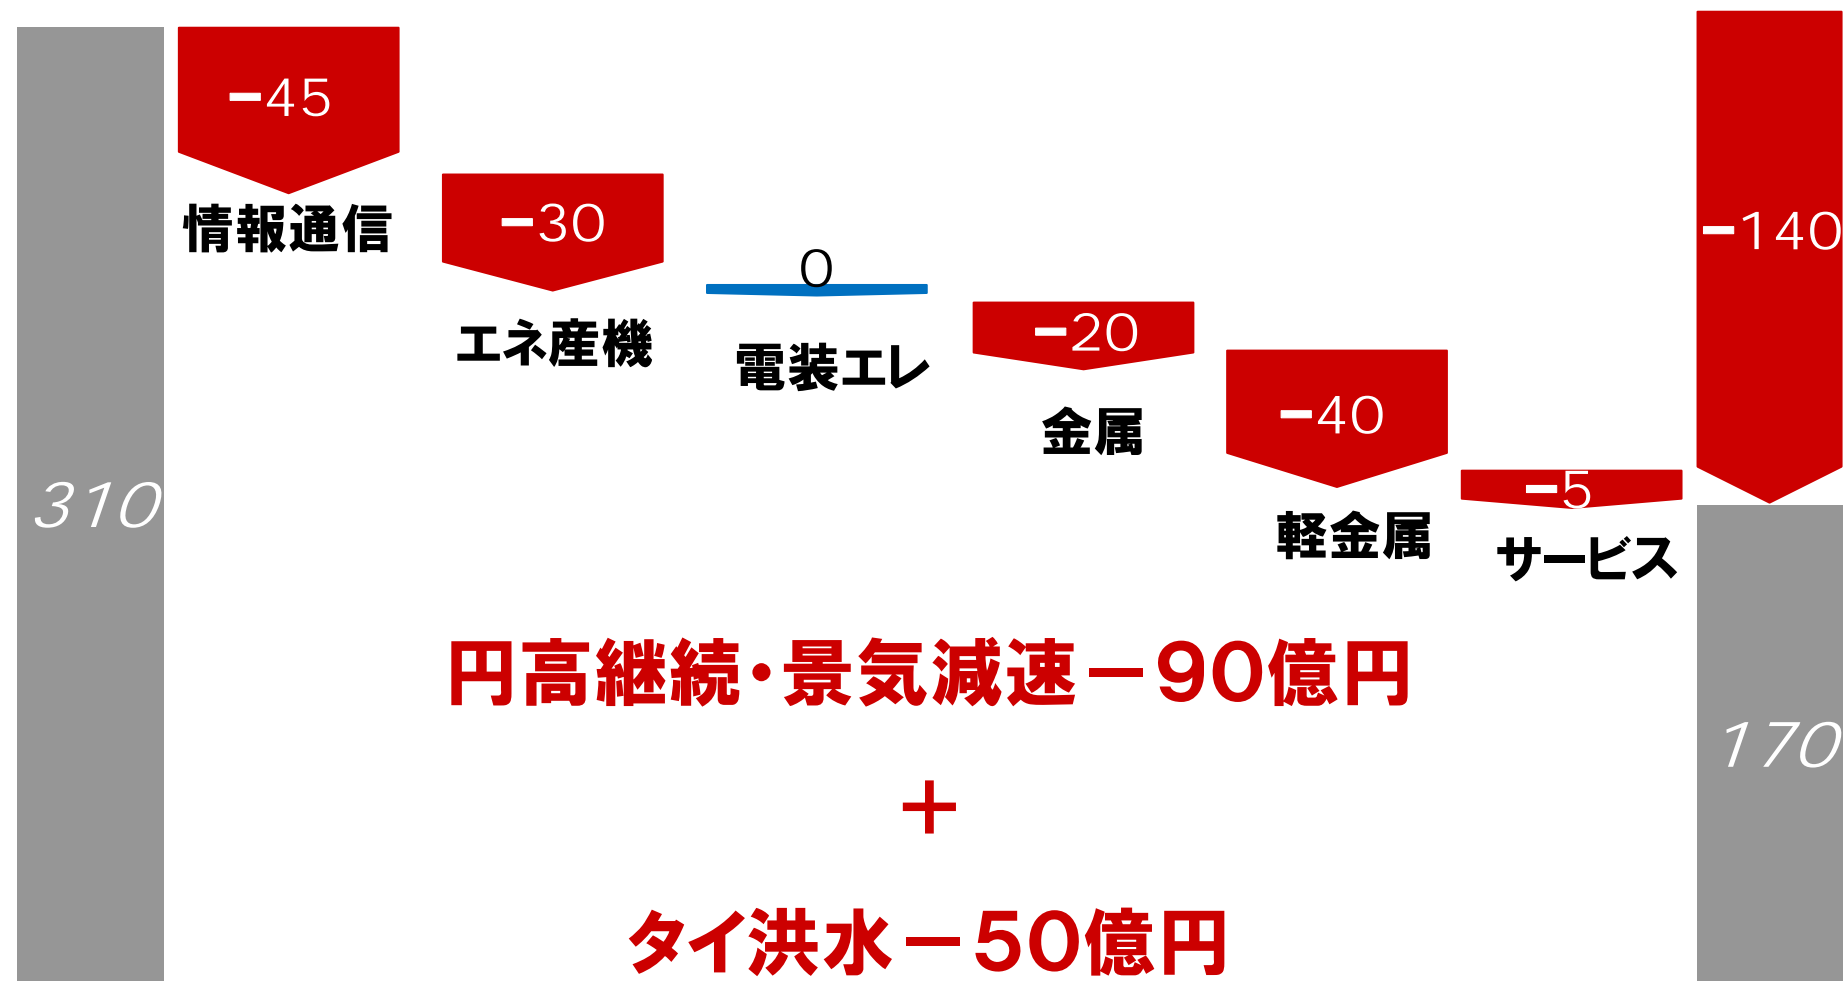 310
−45
情報通信
−30
エネ産機
0
電装エレ
−20
金属
−40
軽金属
−5
サービス
−140
170
円高継続・景気減速－90億円
＋
タイ洪水－50億円